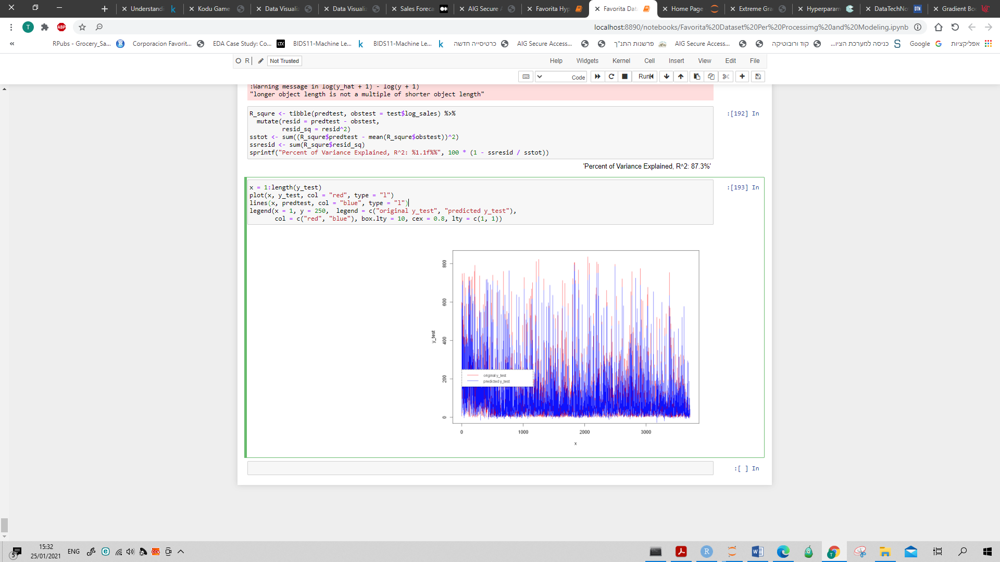 Understandi
Kodu Game
Data Visualiz
Data Visualiz
Sales Foreca
AIG Secure A
Favorita Hyp
Favorita Dat
Home Page
Extreme Gra
Hyperparam
DataTechNo
DTN
Gradient Bo
T
ABP
localhost:8890/notebooks/Favorita%20Dataset%20Per%20Processimg%20and%20Modeling.ipynb
RPubs - Grocery_Sa...
Corporacion Favorit...
EDA Case Study: Co...
LTX
BIDS11-Machine Le...
BIDS11-Machine Le...
כרטיסייה חדשה
AIG Secure Access...
פרשנות התנ"ך
AIG Secure Access...
קוד ורובוטיקה
כניסה למערכת הציו...
Google
אפליקציות
R
Not Trusted
Help
Widgets
Kernel
Cell
Insert
View
Edit
File
Code
Run
:Warning message in log(y_hat + 1) - log(y + 1)
"longer object length is not a multiple of shorter object length"
R_squre <- tibble(predtest, obstest = test$log_sales) %>%
mutate(resid = predtest - obstest,
resid_sq = resid^2)
sstot <- sum((R_squre$predtest - mean(R_squre$obstest))^2)
ssresid <- sum(R_squre$resid_sq)
sprintf("Percent of Variance Explained, R^2: %1.1f%%", 100 * (1 - ssresid / sstot))
:[192] In
'Percent of Variance Explained, R^2: 87.3%'
x = 1:length(y_test)
plot(x, y_test, col = "red", type = "l")
lines(x, predtest, col = "blue", type = "l")
legend(x = 1, y = 250,  legend = c("original y_test", "predicted y_test"),
col = c("red", "blue"), box.lty = 10, cex = 0.8, lty = c(1, 1))
:[193] In
800
600
400
200
0
y_test
original y_test
predicted y_test
0
1000
2000
3000
x
:[ ] In
5
15:32
25/01/2021
ENG